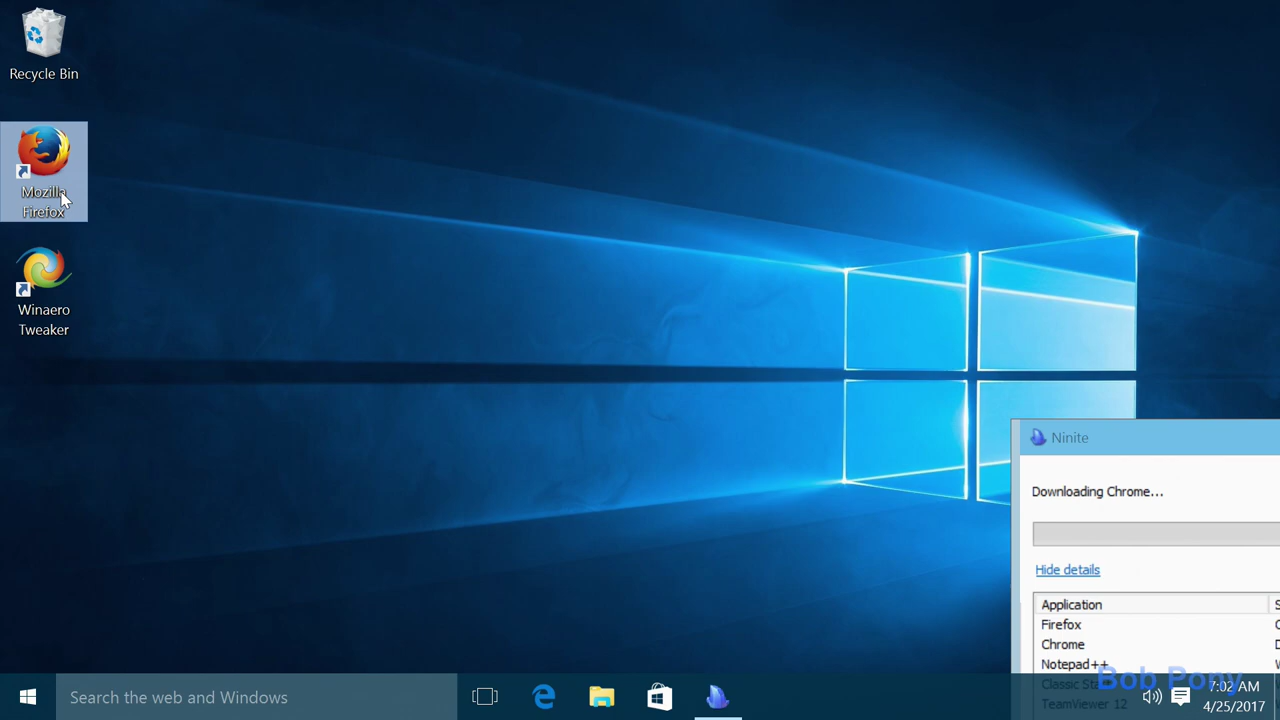 Recycle Bin
Mozilla
Firefox
Winaero
Tweaker
Ninite
Downloading Chrome...
Hide details
Application
Firefox
Chrome
Notepad++
Classic Sta
TeamViewer 12
Bob Pony
Search the web and Windows
7:02 AM
4/25/2017